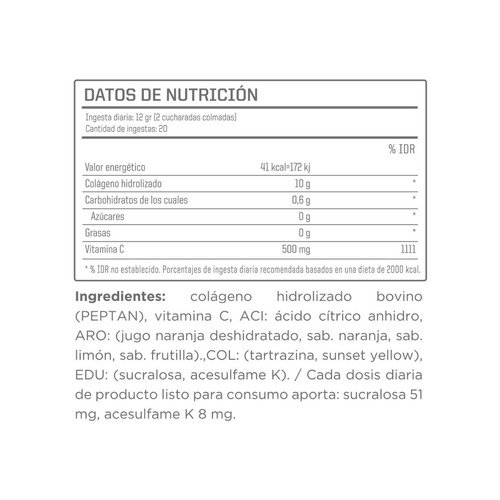 DATOS DE NUTRICIÓN
Ingesta diaria: 12 gr (2 cucharadas colmadas)
Cantidad de ingestas: 20
% IDR
Valor energético 41 kcal=172 kj
Colágeno hidrolizado 10 g *
Carbohidratos de los cuales 0,6 g *
Azúcares 0 g *
Grasas 0 g *
Vitamina C 500 mg 1111
* % IDR no establecido. Porcentajes de ingesta diaria recomendada basados en una dieta de 2000 kcal.
Ingredientes: colágeno hidrolizado bovino
(PEPTAN), vitamina C, ACI: ácido cítrico anhidro,
ARO: (jugo naranja deshidratado, sab. naranja, sab.
limón, sab. frutilla).,COL: (tartrazina, sunset yellow),
EDU: (sucralosa, acesulfame K). / Cada dosis diaria
de producto listo para consumo aporta: sucralosa 51
mg, acesulfame K 8 mg.